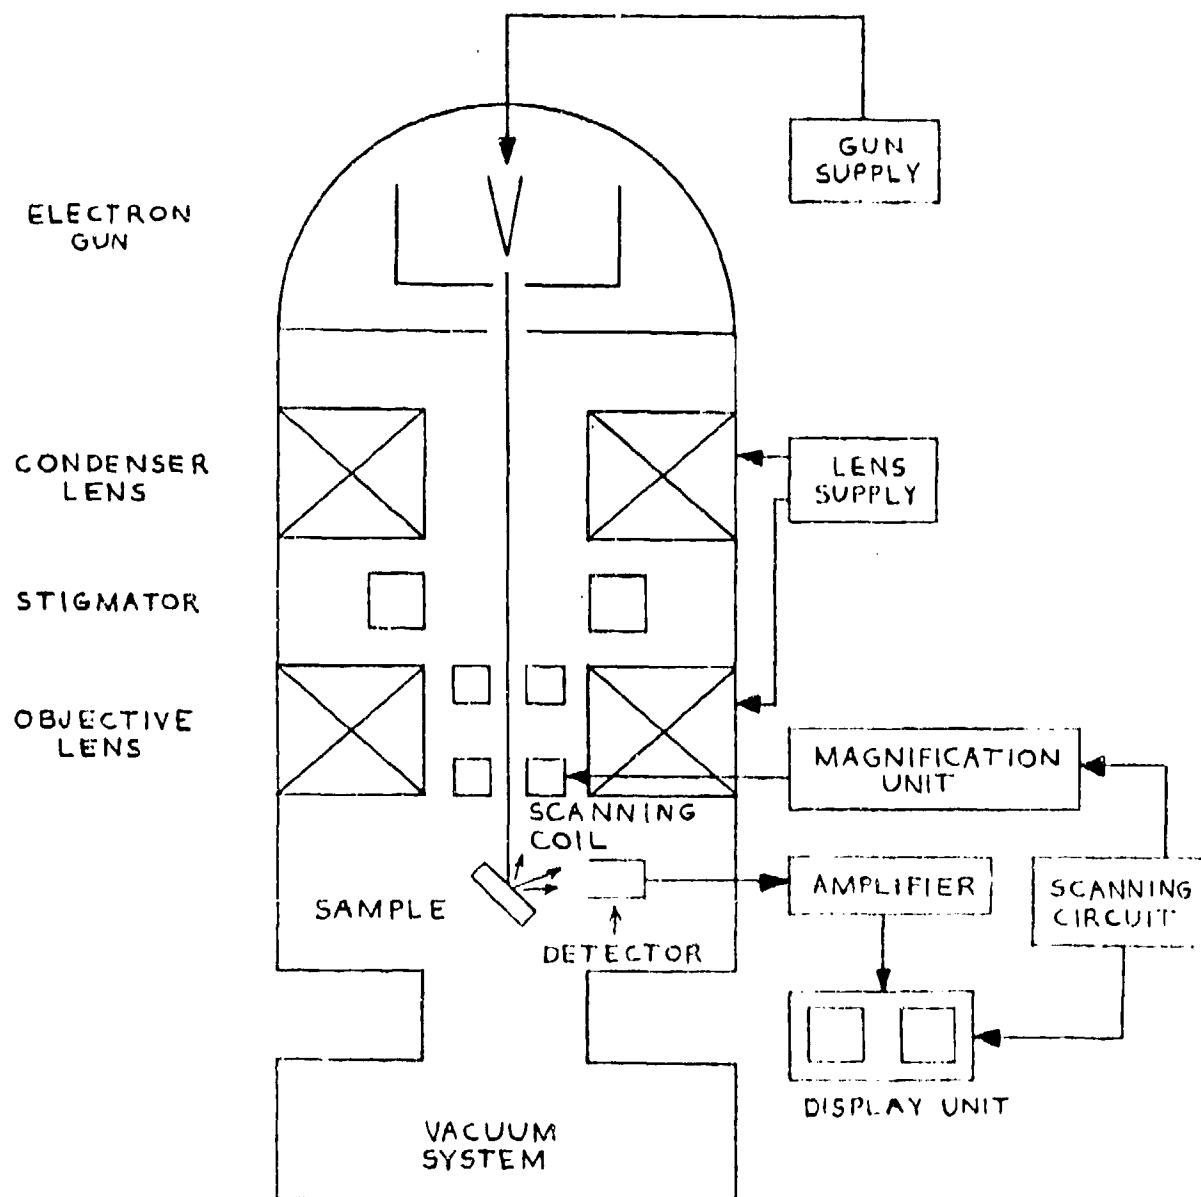 GUN
SUPPLY
ELECTRON
GUN
CONDENSER
LENS
LENS
SUPPLY
STIGMATOR
OBJECTIVE
LENS
MAGNIFICATION
UNIT
SCANNING
COIL
SAMPLE
AMPLIFIER
SCANNING
CIRCUIT
DETECTOR
DISPLAY UNIT
VACUUM
SYSTEM